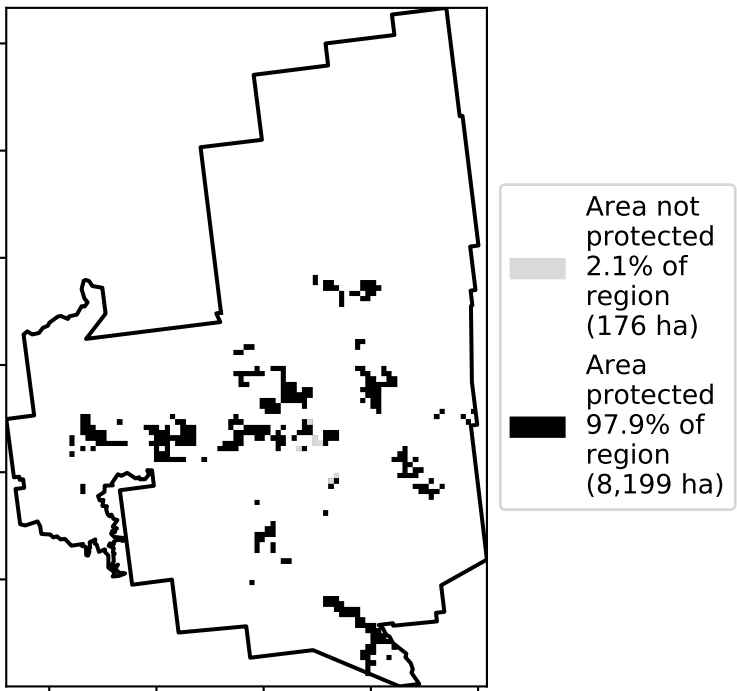 Area not
protected
2.1% of
region
(176 ha)
Area
protected
97.9% of
region
(8,199 ha)